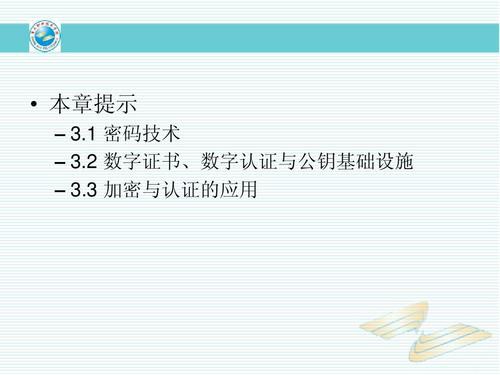 • 本章提示
– 3.1 密码技术
– 3.2 数字证书、数字认证与公钥基础设施
– 3.3 加密与认证的应用